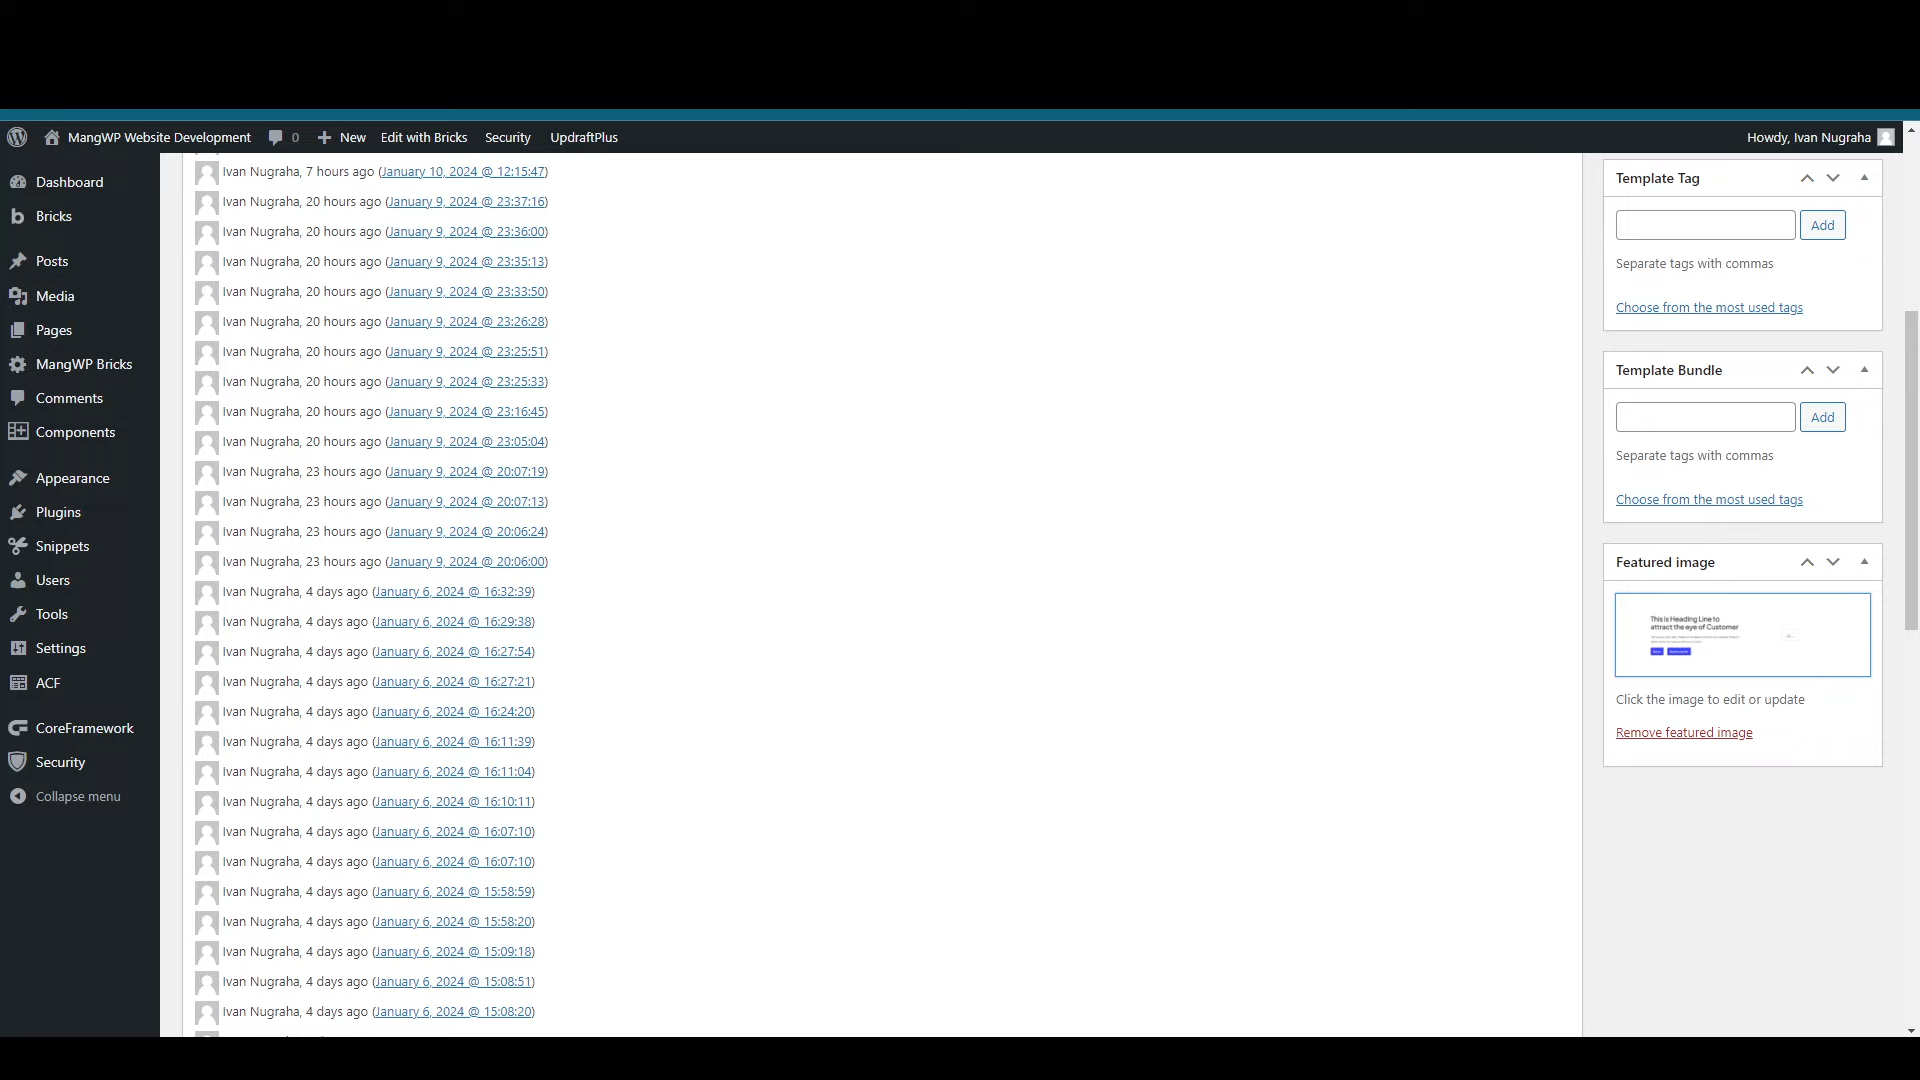 MangWP Website Development 0 New Edit with Bricks Security UpdraftPlus Howdy, Ivan Nugraha
Dashboard
Bricks
Posts
Media
Pages
MangWP Bricks
Comments
Components
Appearance
Plugins
Snippets
Users
Tools
Settings
ACF
CoreFramework
Security
Collapse menu
Ivan Nugraha, 7 hours ago (January 10, 2024 @ 12:15:47)
Ivan Nugraha, 20 hours ago (January 9, 2024 @ 23:37:16)
Ivan Nugraha, 20 hours ago (January 9, 2024 @ 23:36:00)
Ivan Nugraha, 20 hours ago (January 9, 2024 @ 23:35:13)
Ivan Nugraha, 20 hours ago (January 9, 2024 @ 23:33:50)
Ivan Nugraha, 20 hours ago (January 9, 2024 @ 23:26:28)
Ivan Nugraha, 20 hours ago (January 9, 2024 @ 23:25:51)
Ivan Nugraha, 20 hours ago (January 9, 2024 @ 23:25:33)
Ivan Nugraha, 20 hours ago (January 9, 2024 @ 23:16:45)
Ivan Nugraha, 20 hours ago (January 9, 2024 @ 23:05:04)
Ivan Nugraha, 23 hours ago (January 9, 2024 @ 20:07:19)
Ivan Nugraha, 23 hours ago (January 9, 2024 @ 20:07:13)
Ivan Nugraha, 23 hours ago (January 9, 2024 @ 20:06:24)
Ivan Nugraha, 23 hours ago (January 9, 2024 @ 20:06:00)
Ivan Nugraha, 4 days ago (January 6, 2024 @ 16:32:39)
Ivan Nugraha, 4 days ago (January 6, 2024 @ 16:29:38)
Ivan Nugraha, 4 days ago (January 6, 2024 @ 16:27:54)
Ivan Nugraha, 4 days ago (January 6, 2024 @ 16:27:21)
Ivan Nugraha, 4 days ago (January 6, 2024 @ 16:24:20)
Ivan Nugraha, 4 days ago (January 6, 2024 @ 16:11:39)
Ivan Nugraha, 4 days ago (January 6, 2024 @ 16:11:04)
Ivan Nugraha, 4 days ago (January 6, 2024 @ 16:10:11)
Ivan Nugraha, 4 days ago (January 6, 2024 @ 16:07:10)
Ivan Nugraha, 4 days ago (January 6, 2024 @ 16:07:10)
Ivan Nugraha, 4 days ago (January 6, 2024 @ 15:58:59)
Ivan Nugraha, 4 days ago (January 6, 2024 @ 15:58:20)
Ivan Nugraha, 4 days ago (January 6, 2024 @ 15:09:18)
Ivan Nugraha, 4 days ago (January 6, 2024 @ 15:08:51)
Ivan Nugraha, 4 days ago (January 6, 2024 @ 15:08:20)
Template Tag
Add
Separate tags with commas
Choose from the most used tags
Template Bundle
Add
Separate tags with commas
Choose from the most used tags
Featured image
This is Heading Line to
attract the eye of Customer
Click the image to edit or update
Remove featured image